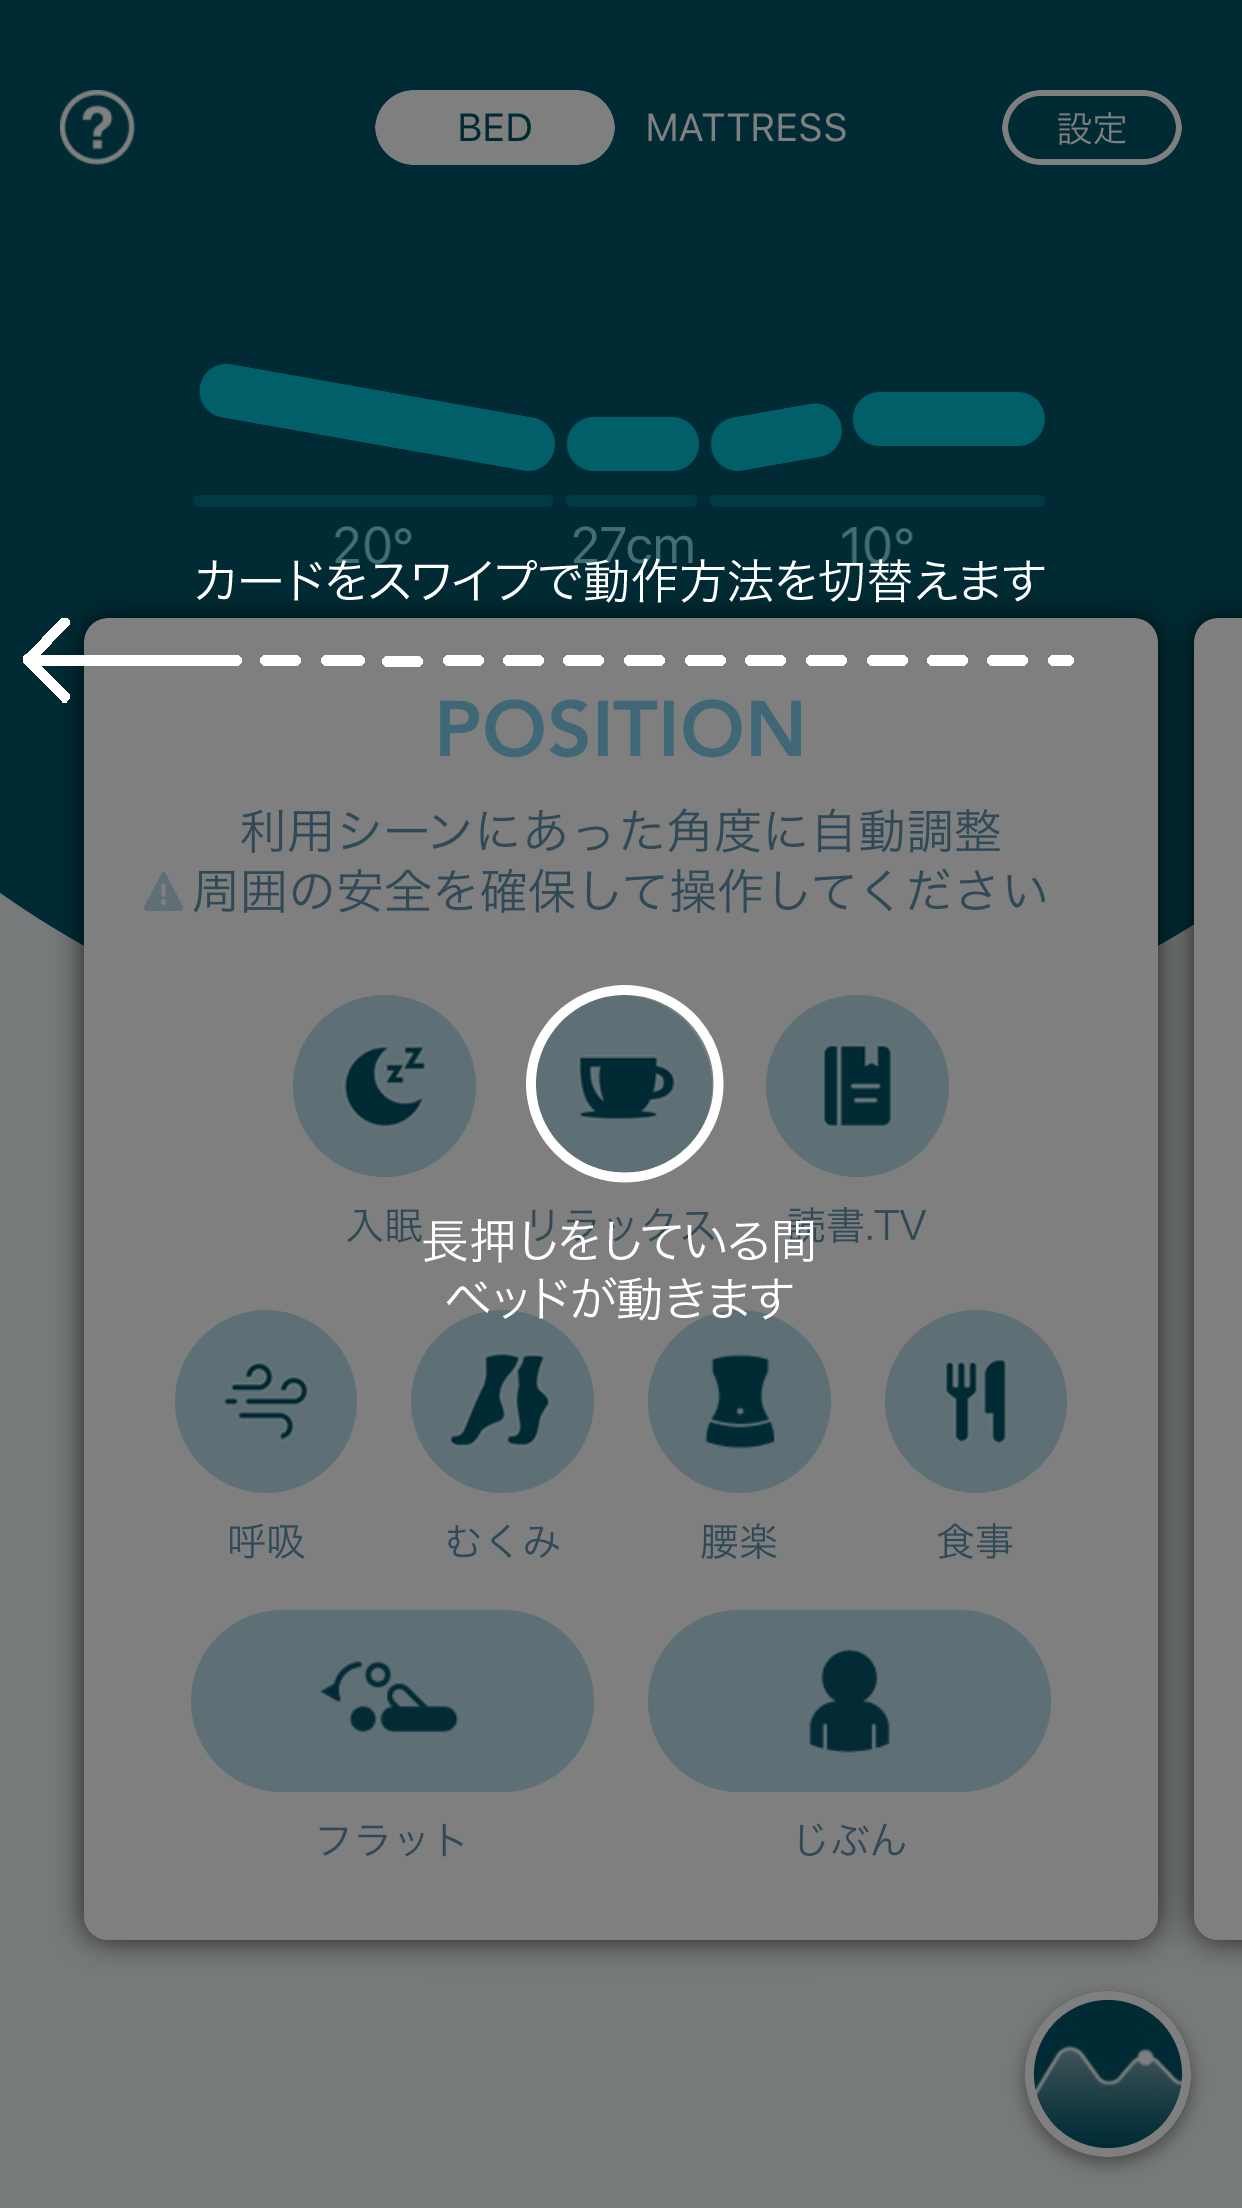 ?
BED
MATTRESS
設定
20°
27cm
10°
カードをスワイプで動作方法を切替えます
POSITION
利用シーンにあった角度に自動調整
周囲の安全を確保して操作してください
入眠
リラックス
読書.TV
長押しをしている間
ベッドが動きます
呼吸
むくみ
腰楽
食事
フラット
じぶん